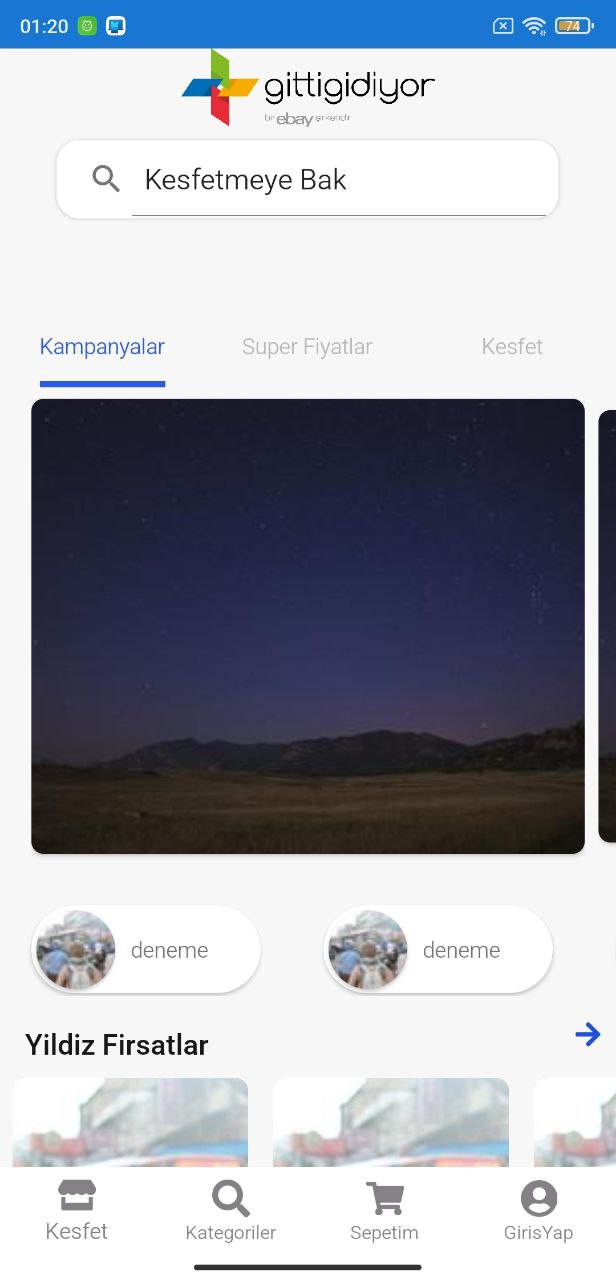 01:20
74
gittigidiyor
bir ebay şirketidir
Kesfetmeye Bak
Kampanyalar Super Fiyatlar Kesfet
deneme deneme
Yildiz Firsatlar
Kesfet Kategoriler Sepetim GirisYap